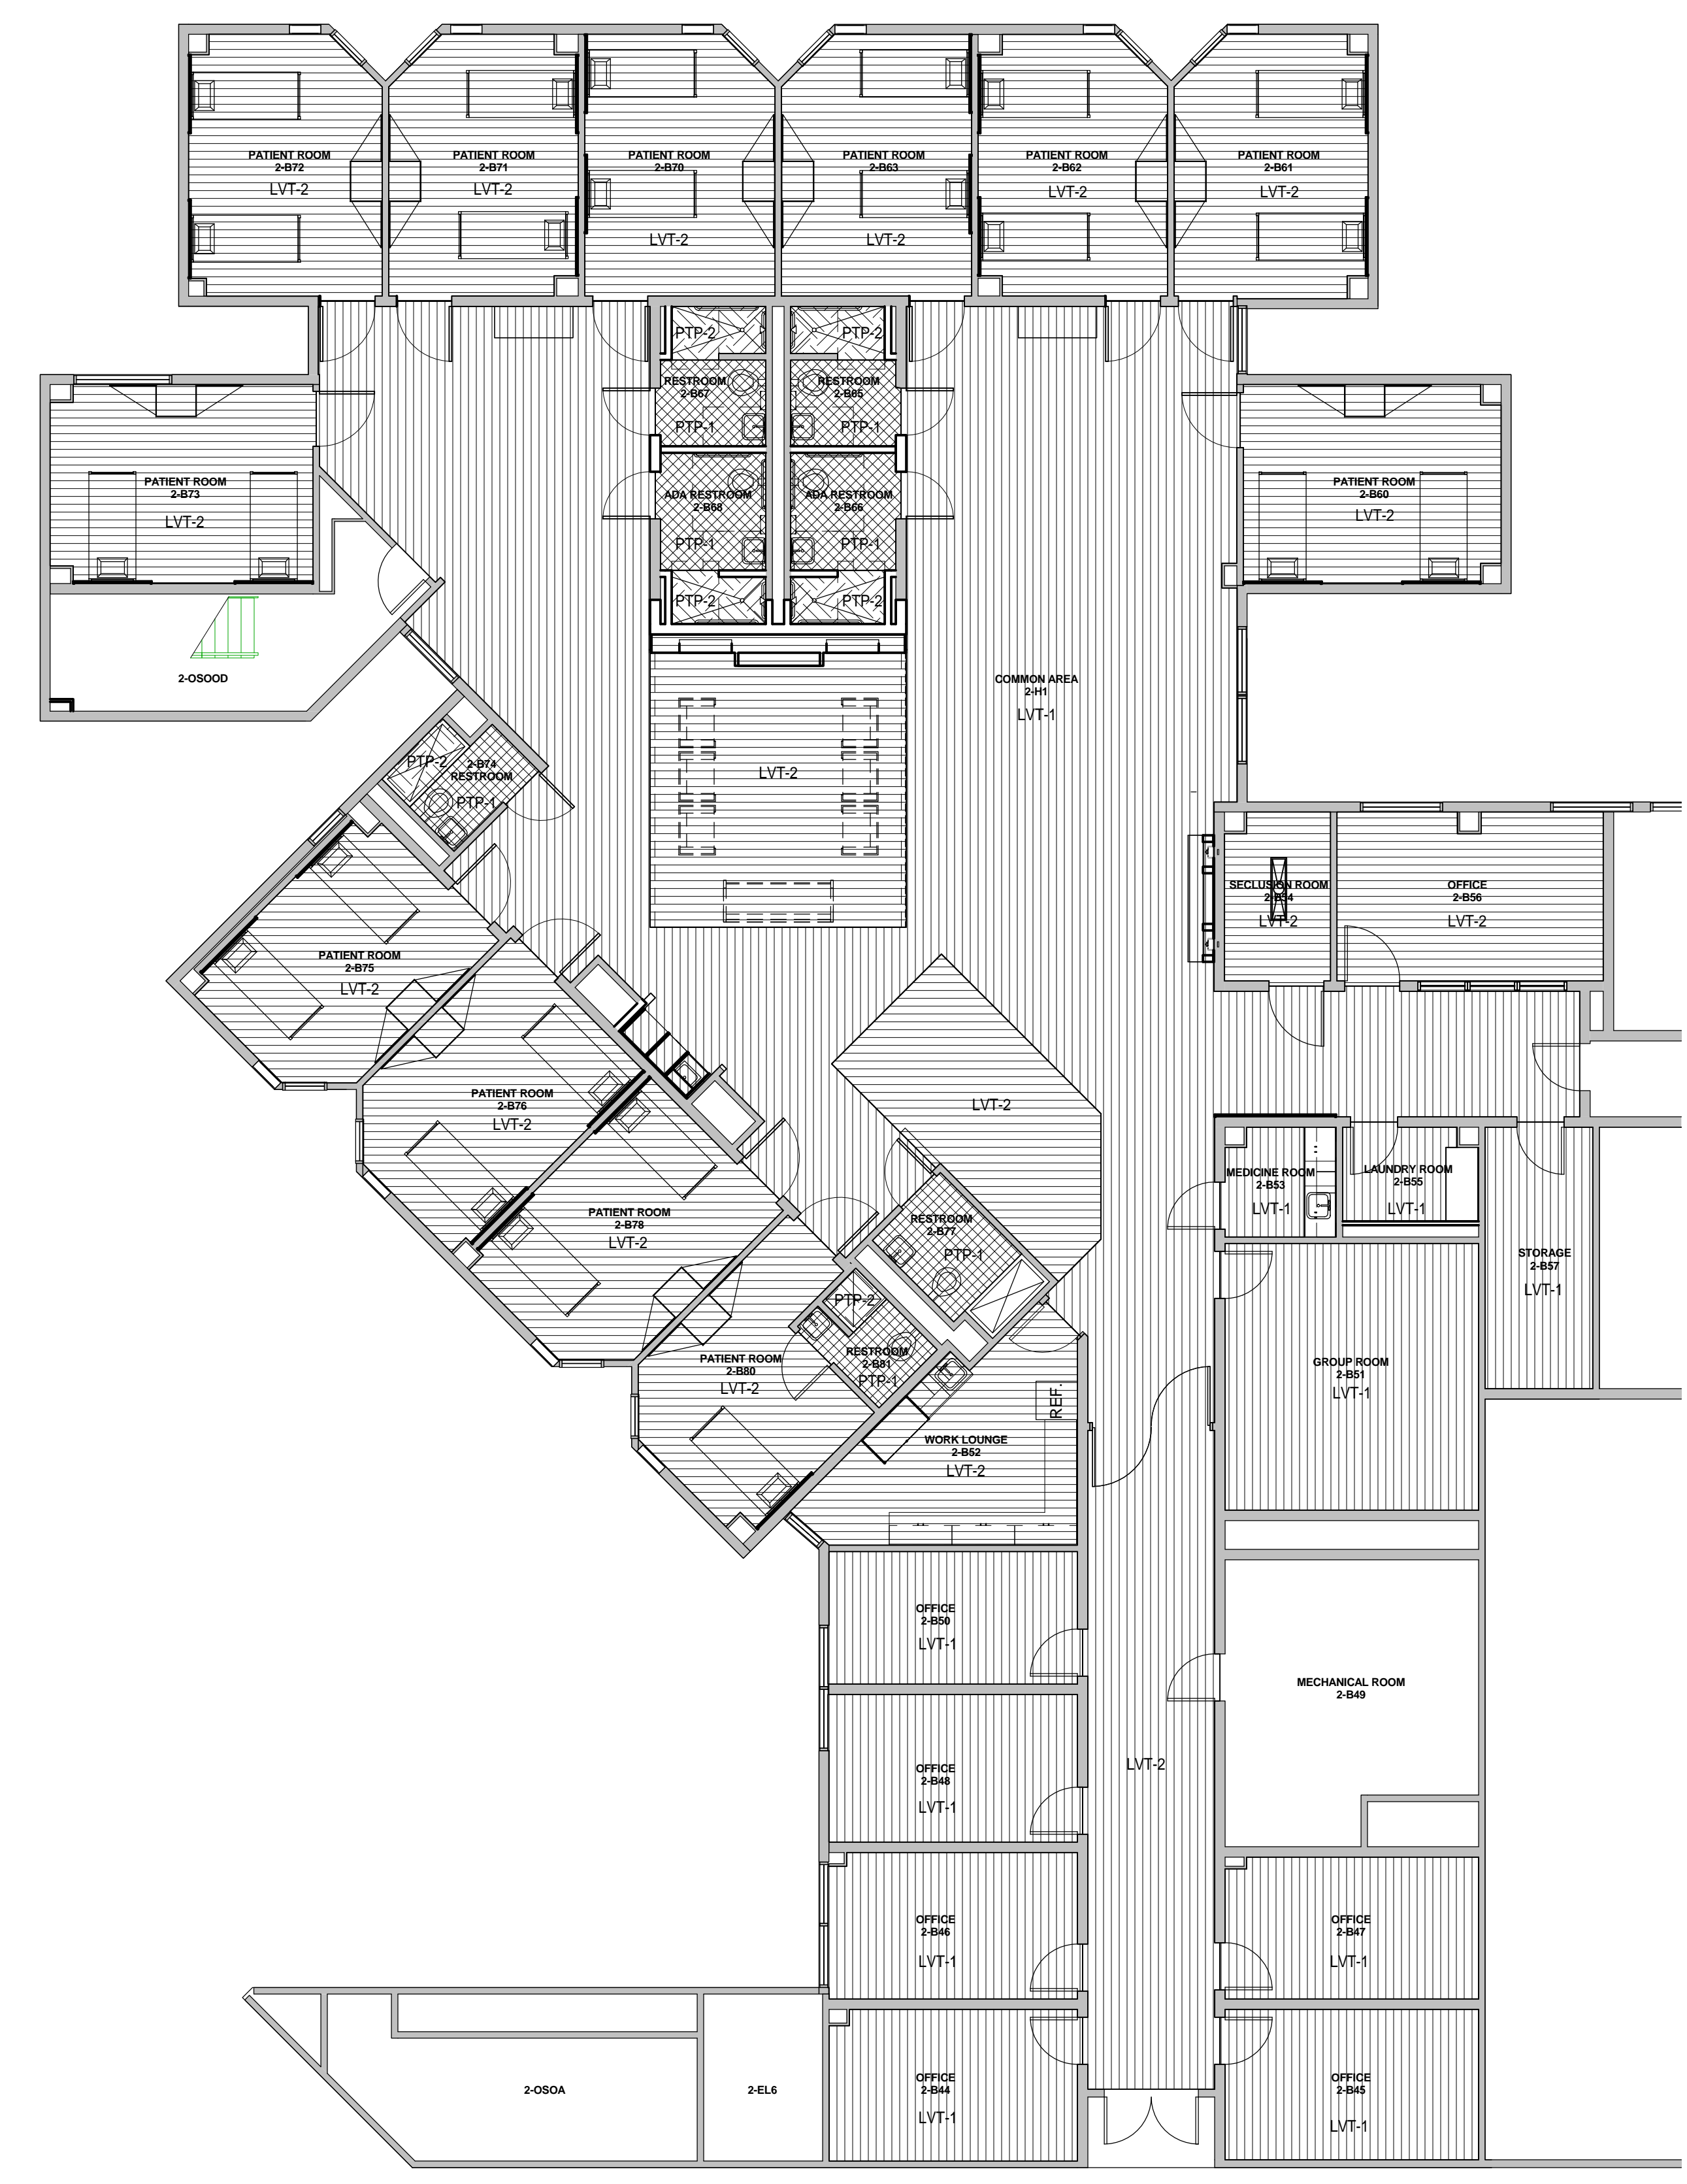 PATIENT ROOM
2-B72
LVT-2
PATIENT ROOM
2-B71
LVT-2
PATIENT ROOM
2-B70
LVT-2
PATIENT ROOM
2-B63
LVT-2
PATIENT ROOM
2-B62
LVT-2
PATIENT ROOM
2-B61
LVT-2
PTP-2
PTP-2
RESTROOM
2-B67
PTP-1
RESTROOM
2-B65
PTP-1
PATIENT ROOM
2-B73
LVT-2
ADA RESTROOM
2-B68
PTP-1
ADA RESTROOM
2-B66
PTP-1
PATIENT ROOM
2-B60
LVT-2
PTP-2
PTP-2
2-OSOOD
COMMON AREA
2-H1
LVT-1
PTP-2
2-B74
RESTROOM
PTP-1
LVT-2
SECLUSION ROOM
2-B54
LVT-2
OFFICE
2-B56
LVT-2
PATIENT ROOM
2-B75
LVT-2
PATIENT ROOM
2-B76
LVT-2
LVT-2
MEDICINE ROOM
2-B53
LVT-1
LAUNDRY ROOM
2-B55
LVT-1
PATIENT ROOM
2-B78
LVT-2
RESTROOM
2-B77
PTP-1
STORAGE
2-B57
LVT-1
PTP-2
RESTROOM
2-B81
PTP-1
PATIENT ROOM
2-B80
LVT-2
REF.
GROUP ROOM
2-B51
LVT-1
WORK LOUNGE
2-B52
LVT-2
OFFICE
2-B50
LVT-1
MECHANICAL ROOM
2-B49
OFFICE
2-B48
LVT-1
LVT-2
OFFICE
2-B46
LVT-1
OFFICE
2-B47
LVT-1
2-OSOA
2-EL6
OFFICE
2-B44
LVT-1
OFFICE
2-B45
LVT-1